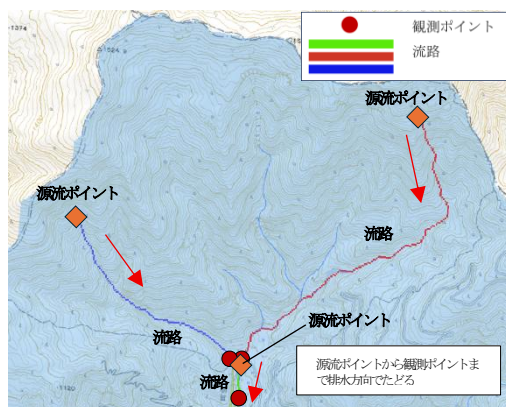 観測ポイント
流路
源流ポイント
源流ポイント
流路
源流ポイント
流路
流路
源流ポイントから観測ポイントま
で排水方向でたどる
1524